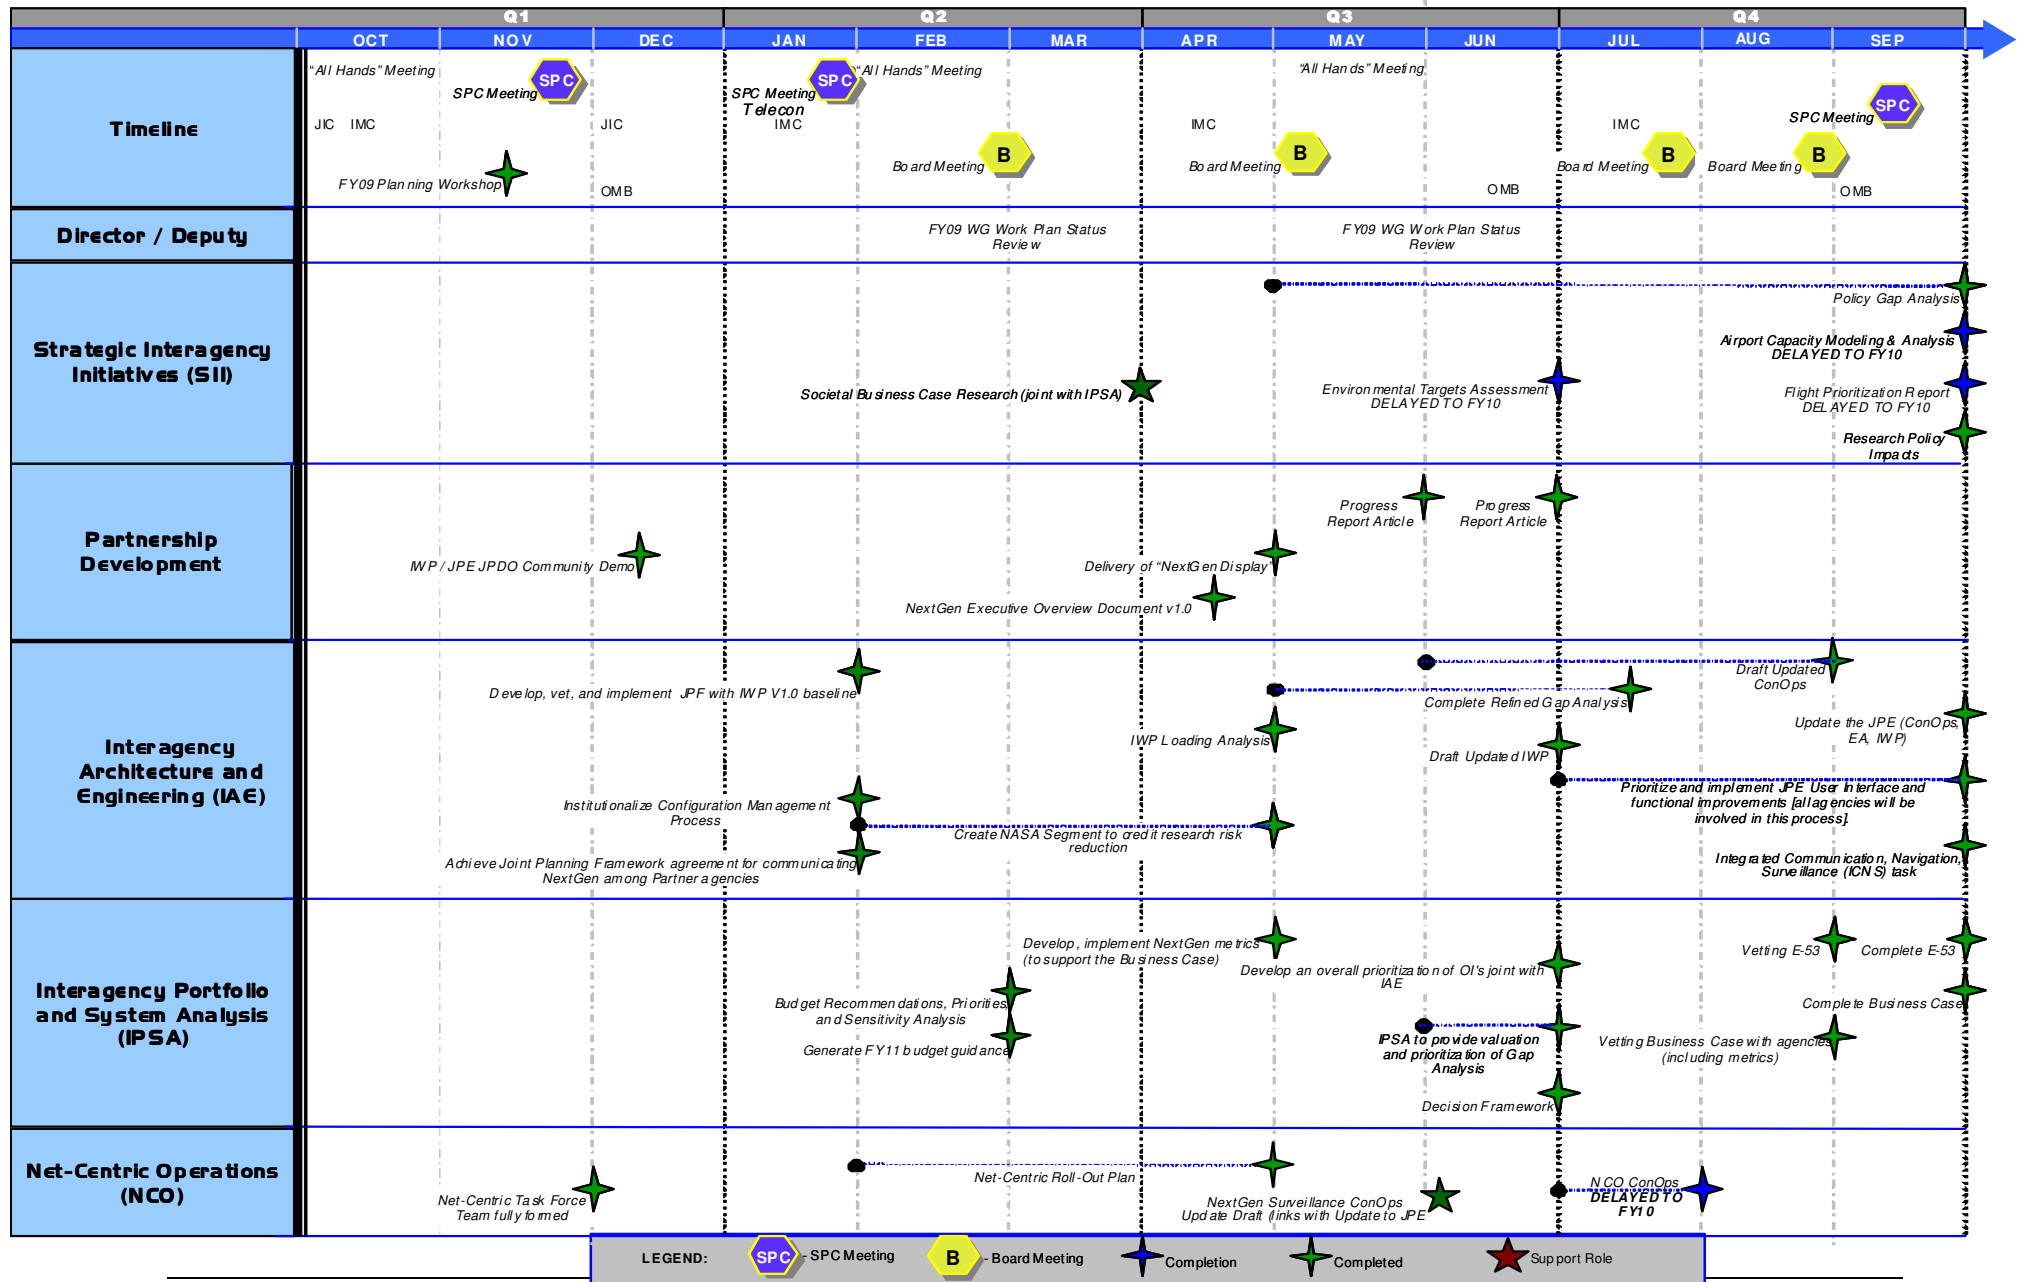 Q1 Q2 Q3 Q4
OCT NOV DEC JAN FEB MAR APR MAY JUN JUL AUG SEP
Timeline
"All Hands" Meeting
SPC Meeting
SPC
SPC Meeting
Telecon
SPC
"All Hands" Meeting
"All Hands" Meeting
SPC Meeting
SPC
JIC IMC
JIC
IMC
IMC
IMC
FY09 Planning Workshop
OMB
Board Meeting
B
Board Meeting
B
OMB
Board Meeting
B
Board Meeting
B
OMB
Director / Deputy
FY09 WG Work Plan Status
Review
FY09 WG Work Plan Status
Review
Strategic Interagency
Initiatives (SII)
Policy Gap Analysis
Airport Capacity Modeling & Analysis
DELAYED TO FY10
Societal Business Case Research (joint with IPSA)
Environmental Targets Assessment
DELAYED TO FY10
Flight Prioritization Report
DELAYED TO FY10
Research Policy
Impacts
Partnership
Development
Progress
Report Article
Progress
Report Article
IWP / JPE JPDO Community Demo
Delivery of "NextGen Display"
NextGen Executive Overview Document v1.0
Interagency
Architecture and
Engineering (IAE)
Develop, vet, and implement JPF with IWP V1.0 baseline
Draft Updated
ConOps
Complete Refined Gap Analysis
Update the JPE (ConOps,
EA, IWP)
IWP Loading Analysis
Draft Updated IWP
Prioritize and implement JPE User Interface and
functional improvements [all agencies will be
involved in this process].
Institutionalize Configuration Management
Process
Create NASA Segment to credit research risk
reduction
Achieve Joint Planning Framework agreement for communicating
NextGen among Partner agencies
Integrated Communication, Navigation,
Surveillance (ICNS) task
Interagency Portfolio
and System Analysis
(IPSA)
Develop, implement NextGen metrics
(to support the Business Case)
Develop an overall prioritization of OI's joint with
IAE
Vetting E-53
Complete E-53
Budget Recommendations, Priorities,
and Sensitivity Analysis
Complete Business Case
Generate FY11 budget guidance
IPSA to provide valuation
and prioritization of Gap
Analysis
Vetting Business Case with agencies
(including metrics)
Decision Framework
Net-Centric Operations
(NCO)
Net-Centric Task Force
Team fully formed
Net-Centric Roll-Out Plan
NextGen Surveillance ConOps
Update Draft (links with Update to JPE
NCO ConOps
DELAYED TO
FY10
LEGEND:
SPC - SPC Meeting
B - Board Meeting
Completion
Completed
Support Role